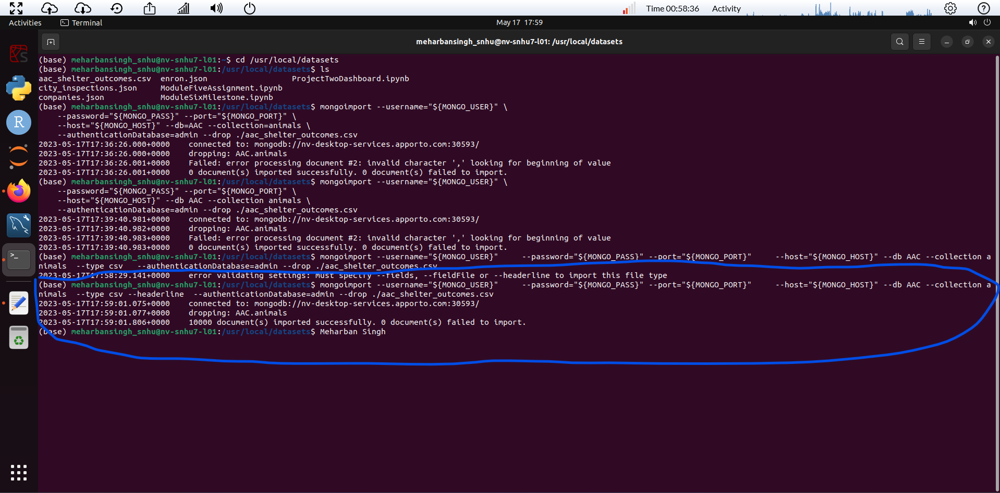 Time 00:58:36 Activity
Activities Terminal May 17 17:59
meharbansingh_snhu@nv-snhu7-l01: /usr/local/datasets
(base) meharbansingh_snhu@nv-snhu7-l01:~$ cd /usr/local/datasets
(base) meharbansingh_snhu@nv-snhu7-l01:/usr/local/datasets$ ls
aac_shelter_outcomes.csv enron.json ProjectTwoDashboard.ipynb
city_inspections.json ModuleFiveAssignment.ipynb
companies.json ModuleSixMilestone.ipynb
(base) meharbansingh_snhu@nv-snhu7-l01:/usr/local/datasets$ mongoimport --username="${MONGO_USER}" \
--password="${MONGO_PASS}" --port="${MONGO_PORT}" \
--host="${MONGO_HOST}" --db=AAC --collection=animals \
--authenticationDatabase=admin --drop ./aac_shelter_outcomes.csv
2023-05-17T17:36:26.000+0000 connected to: mongodb://nv-desktop-services.apporto.com:30593/
2023-05-17T17:36:26.000+0000 dropping: AAC.animals
2023-05-17T17:36:26.001+0000 Failed: error processing document #2: invalid character ',' looking for beginning of value
2023-05-17T17:36:26.001+0000 0 document(s) imported successfully. 0 document(s) failed to import.
(base) meharbansingh_snhu@nv-snhu7-l01:/usr/local/datasets$ mongoimport --username="${MONGO_USER}" \
--password="${MONGO_PASS}" --port="${MONGO_PORT}" \
--host="${MONGO_HOST}" --db AAC --collection animals \
--authenticationDatabase=admin --drop ./aac_shelter_outcomes.csv
2023-05-17T17:39:40.981+0000 connected to: mongodb://nv-desktop-services.apporto.com:30593/
2023-05-17T17:39:40.982+0000 dropping: AAC.animals
2023-05-17T17:39:40.983+0000 Failed: error processing document #2: invalid character ',' looking for beginning of value
2023-05-17T17:39:40.983+0000 0 document(s) imported successfully. 0 document(s) failed to import.
(base) meharbansingh_snhu@nv-snhu7-l01:/usr/local/datasets$ mongoimport --username="${MONGO_USER}" --password="${MONGO_PASS}" --port="${MONGO_PORT}" --host="${MONGO_HOST}" --db AAC --collection a
nimals --type csv --authenticationDatabase=admin --drop ./aac_shelter_outcomes.csv
2023-05-17T17:58:29.141+0000 error validating settings: must specify --fields, --fieldFile or --headerline to import this file type
(base) meharbansingh_snhu@nv-snhu7-l01:/usr/local/datasets$ mongoimport --username="${MONGO_USER}" --password="${MONGO_PASS}" --port="${MONGO_PORT}" --host="${MONGO_HOST}" --db AAC --collection a
nimals --type csv --headerline --authenticationDatabase=admin --drop ./aac_shelter_outcomes.csv
2023-05-17T17:59:01.075+0000 connected to: mongodb://nv-desktop-services.apporto.com:30593/
2023-05-17T17:59:01.077+0000 dropping: AAC.animals
2023-05-17T17:59:01.806+0000 10000 document(s) imported successfully. 0 document(s) failed to import.
(base) meharbansingh_snhu@nv-snhu7-l01:/usr/local/datasets$ Meharban Singh